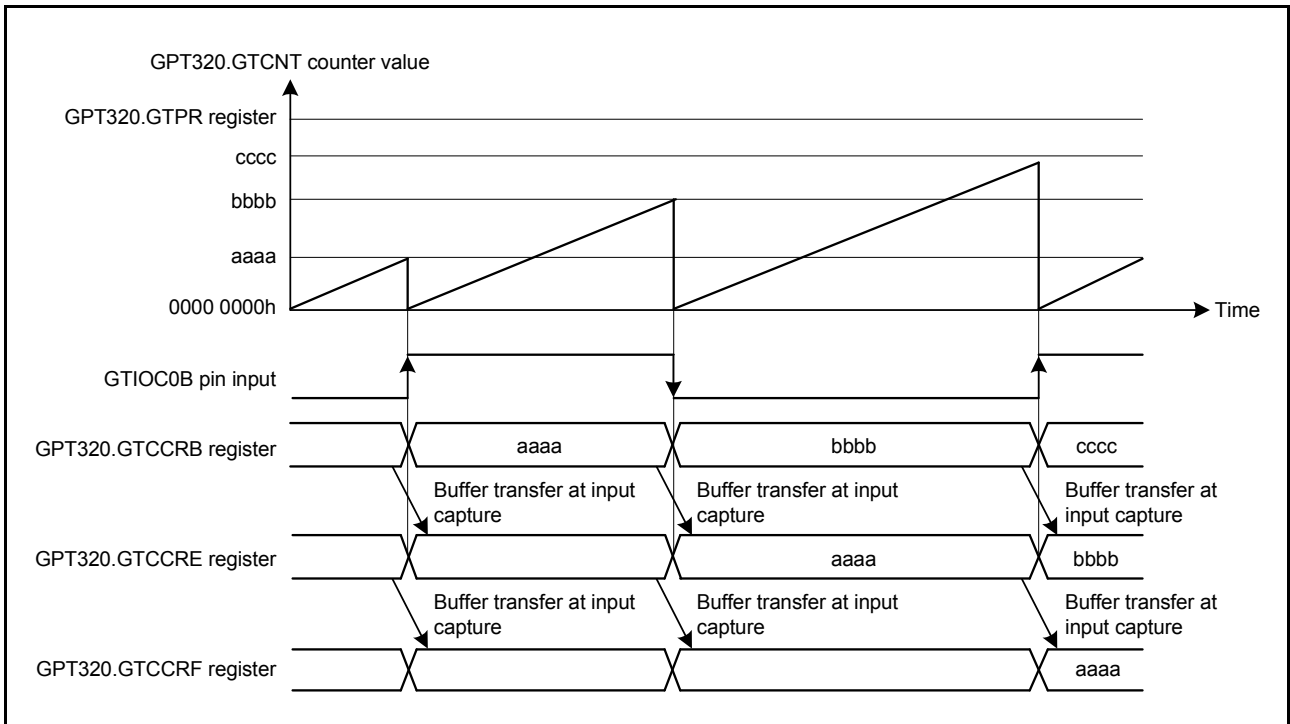 GPT320.GTCNT counter value
GPT320.GTPR register
cccc
bbbb
aaaa
0000 0000h
Time
GTIOC0B pin input
GPT320.GTCCRB register
aaaa
bbbb
cccc
Buffer transfer at input
capture
Buffer transfer at input
capture
Buffer transfer at
input capture
GPT320.GTCCRE register
aaaa
bbbb
Buffer transfer at input
capture
Buffer transfer at input
capture
Buffer transfer at
input capture
GPT320.GTCCRF register
aaaa